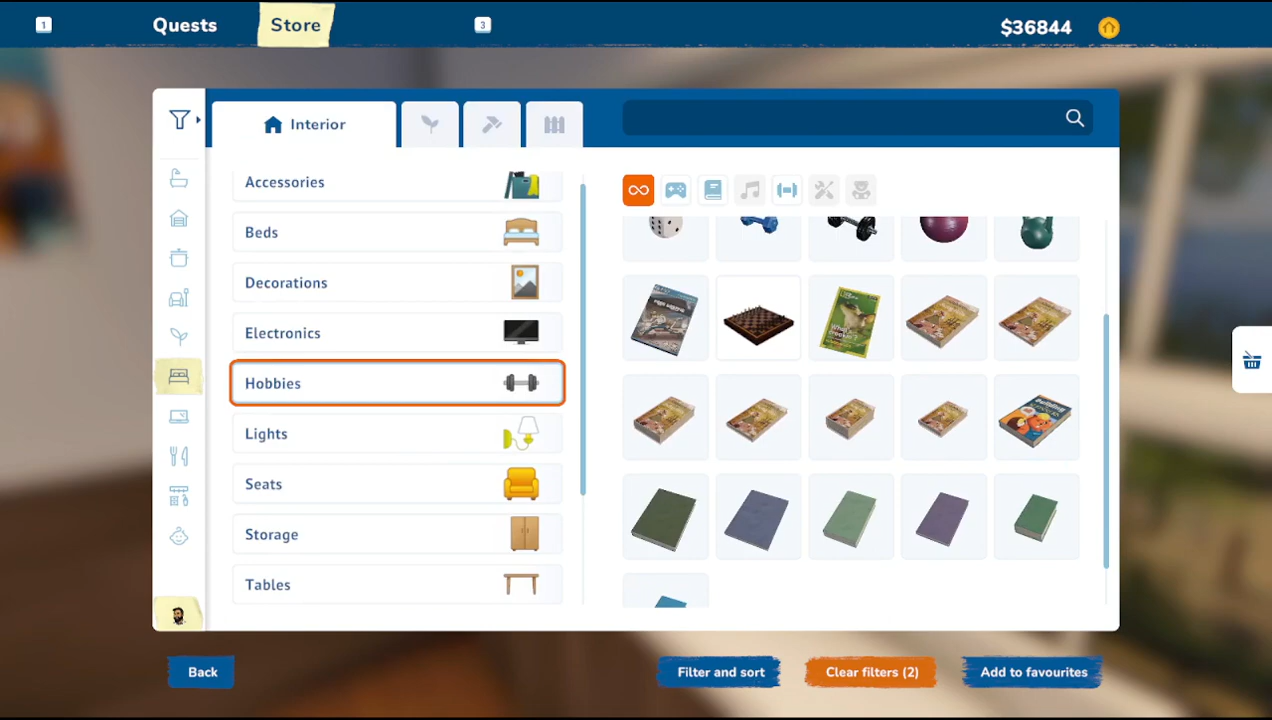 1
Quests
Store
3
$36844
Interior
Accessories
Beds
Decorations
Electronics
Hobbies
Lights
Seats
Storage
Tables
Back
Filter and sort
Clear filters (2)
Add to favourites